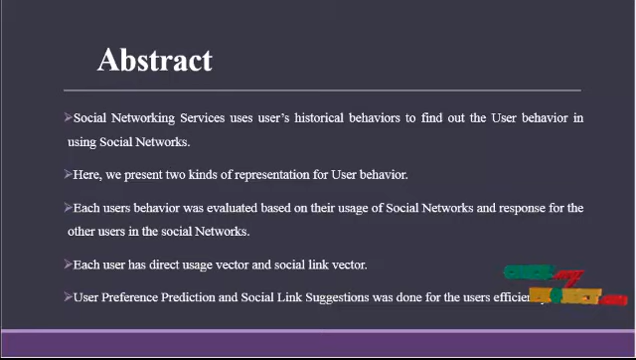 Abstract
➢Social Networking Services uses user's historical behaviors to find out the User behavior in
using Social Networks.
➢Here, we present two kinds of representation for User behavior.
➢Each users behavior was evaluated based on their usage of Social Networks and response for the
other users in the social Networks.
➢Each user has direct usage vector and social link vector.
➢User Preference Prediction and Social Link Suggestions was done for the users